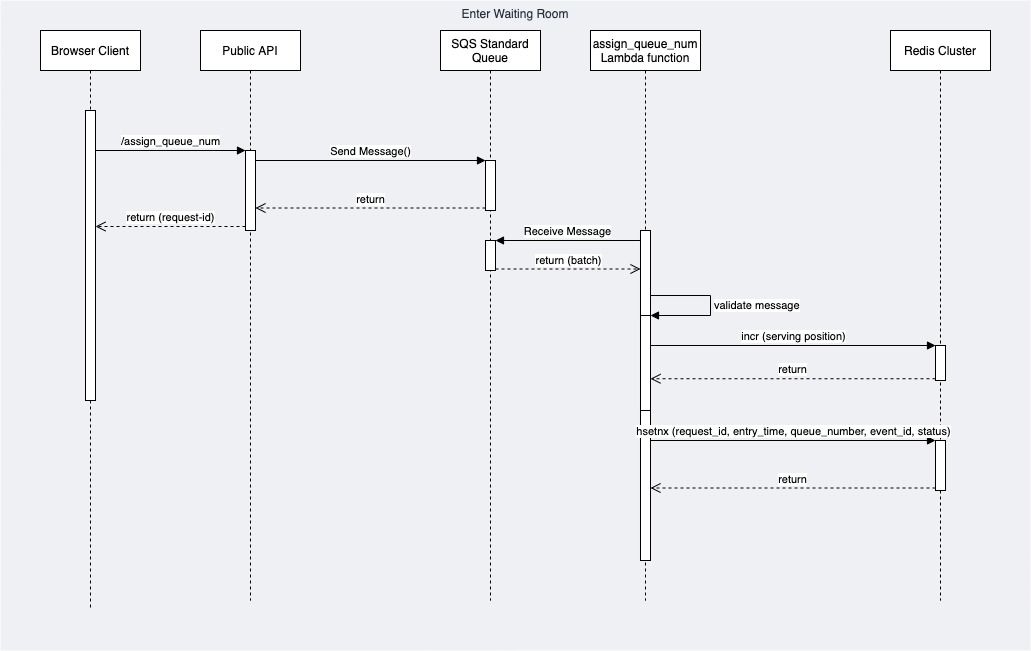 Enter Waiting Room
Browser Client
Public API
SQS Standard
Queue
assign_queue_num
Lambda function
Redis Cluster
/assign_queue_num
Send Message()
return
return (request-id)
Receive Message
return (batch)
validate message
incr (serving position)
return
hsetnx (request_id, entry_time, queue_number, event_id, status)
return